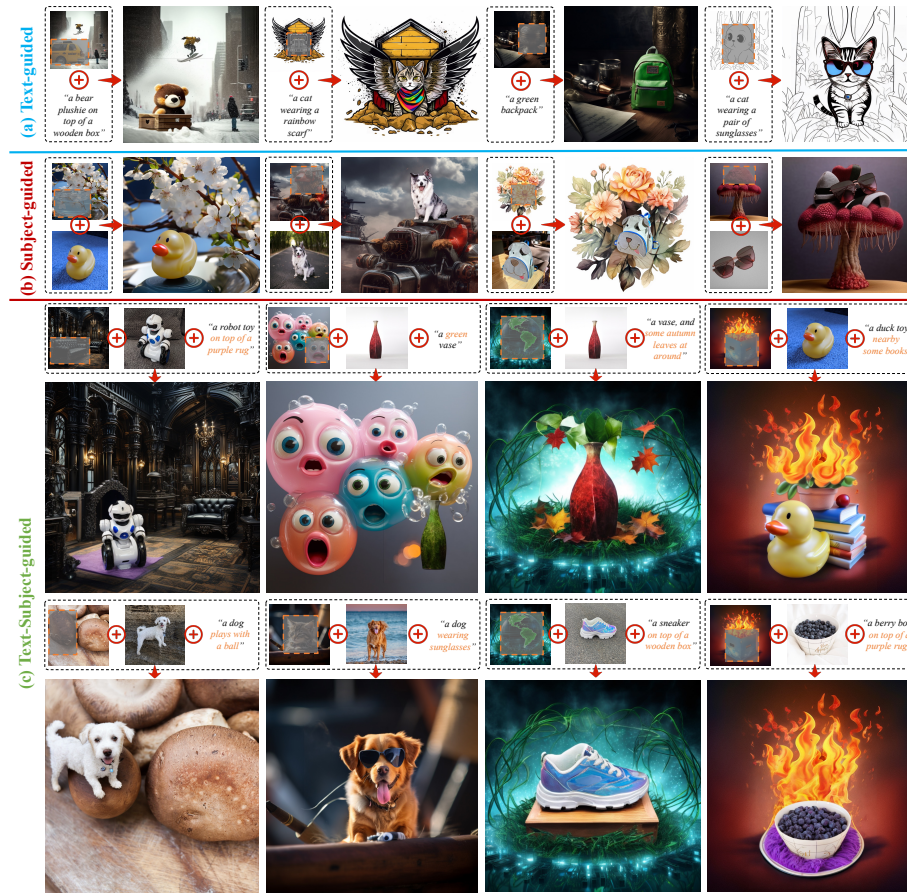 (a) Text-guided
"a bear
plushie on
top of a
wooden box"
"a cat
wearing a
rainbow
scarf"
"a green
backpack"
"a cat
wearing a
pair of
sunglasses"
(b) Subject-guided
(c) Text-Subject-guided
"a robot toy
on top of a
purple rug"
"a green
vase"
"a vase, and
some autumn
leaves at
around"
"a duck toy
nearby
some books
"a dog
plays with
a ball"
"a dog
wearing
sunglasses"
"a sneaker
on top of a
wooden box"
"a berry bo
on top of a
purple rug